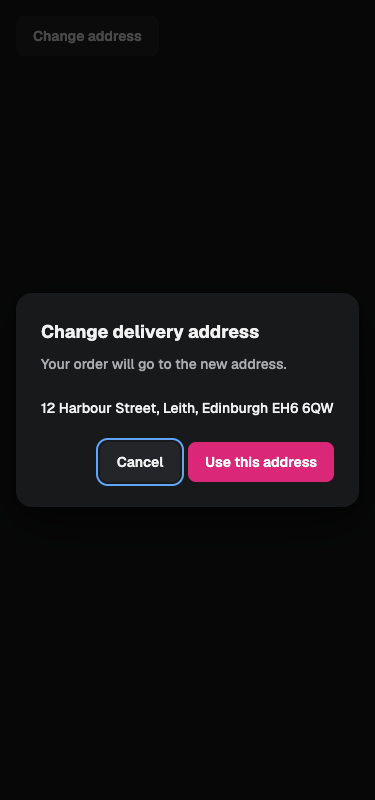 Change address
Change delivery address
Your order will go to the new address.
12 Harbour Street, Leith, Edinburgh EH6 6QW
Cancel
Use this address